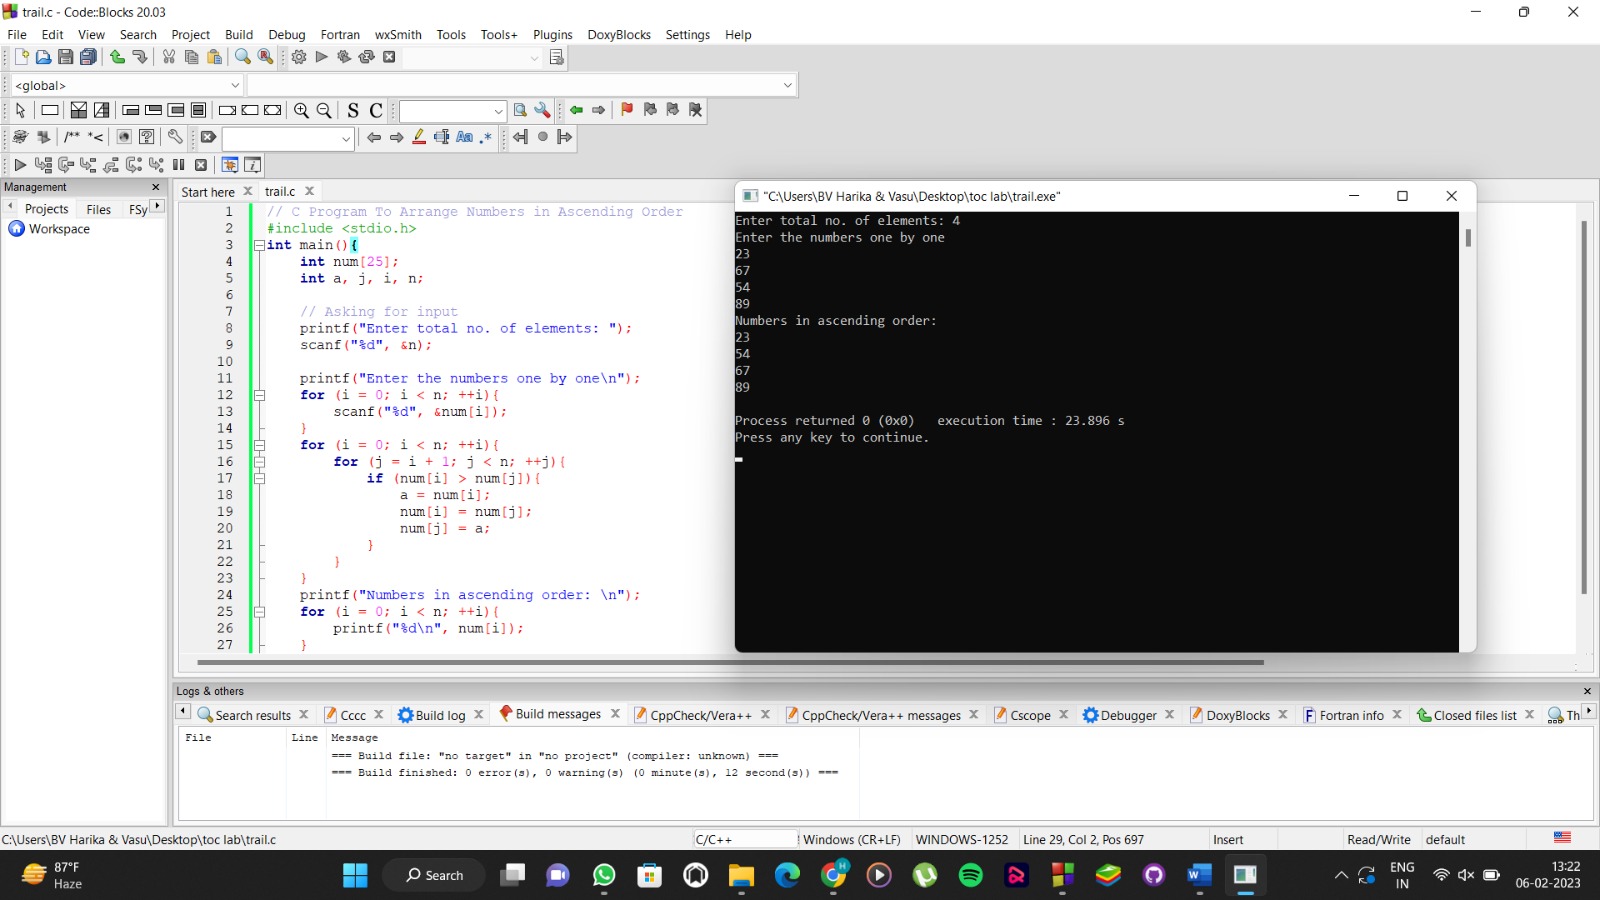 trail.c - Code::Blocks 20.03
File Edit View Search Project Build Debug Fortran wxSmith Tools Tools+ Plugins DoxyBlocks Settings Help
<global>
S C
/** *<
Aa .*
Management
Projects Files FSy
Workspace
Start here trail.c
1 // C Program To Arrange Numbers in Ascending Order
2 #include <stdio.h>
3 int main(){
4 int num[25];
5 int a, j, i, n;
6
7 // Asking for input
8 printf("Enter total no. of elements: ");
9 scanf("%d", &n);
10
11 printf("Enter the numbers one by one\n");
12 for (i = 0; i < n; ++i){
13 scanf("%d", &num[i]);
14 }
15 for (i = 0; i < n; ++i){
16 for (j = i + 1; j < n; ++j){
17 if (num[i] > num[j]){
18 a = num[i];
19 num[i] = num[j];
20 num[j] = a;
21 }
22 }
23 }
24 printf("Numbers in ascending order: \n");
25 for (i = 0; i < n; ++i){
26 printf("%d\n", num[i]);
27 }
"C:\Users\BV Harika & Vasu\Desktop\toc lab\trail.exe"
Enter total no. of elements: 4
Enter the numbers one by one
23
67
54
89
Numbers in ascending order:
23
54
67
89
Process returned 0 (0x0) execution time : 23.896 s
Press any key to continue.
Logs & others
Search results Cccc Build log Build messages CppCheck/Vera++ CppCheck/Vera++ messages Cscope Debugger DoxyBlocks Fortran info Closed files list Th
File Line Message
=== Build file: "no target" in "no project" (compiler: unknown) ===
=== Build finished: 0 error(s), 0 warning(s) (0 minute(s), 12 second(s)) ===
C:\Users\BV Harika & Vasu\Desktop\toc lab\trail.c C/C++ Windows (CR+LF) WINDOWS-1252 Line 29, Col 2, Pos 697 Insert Read/Write default
87°F
Haze
Search
ENG
IN
13:22
06-02-2023